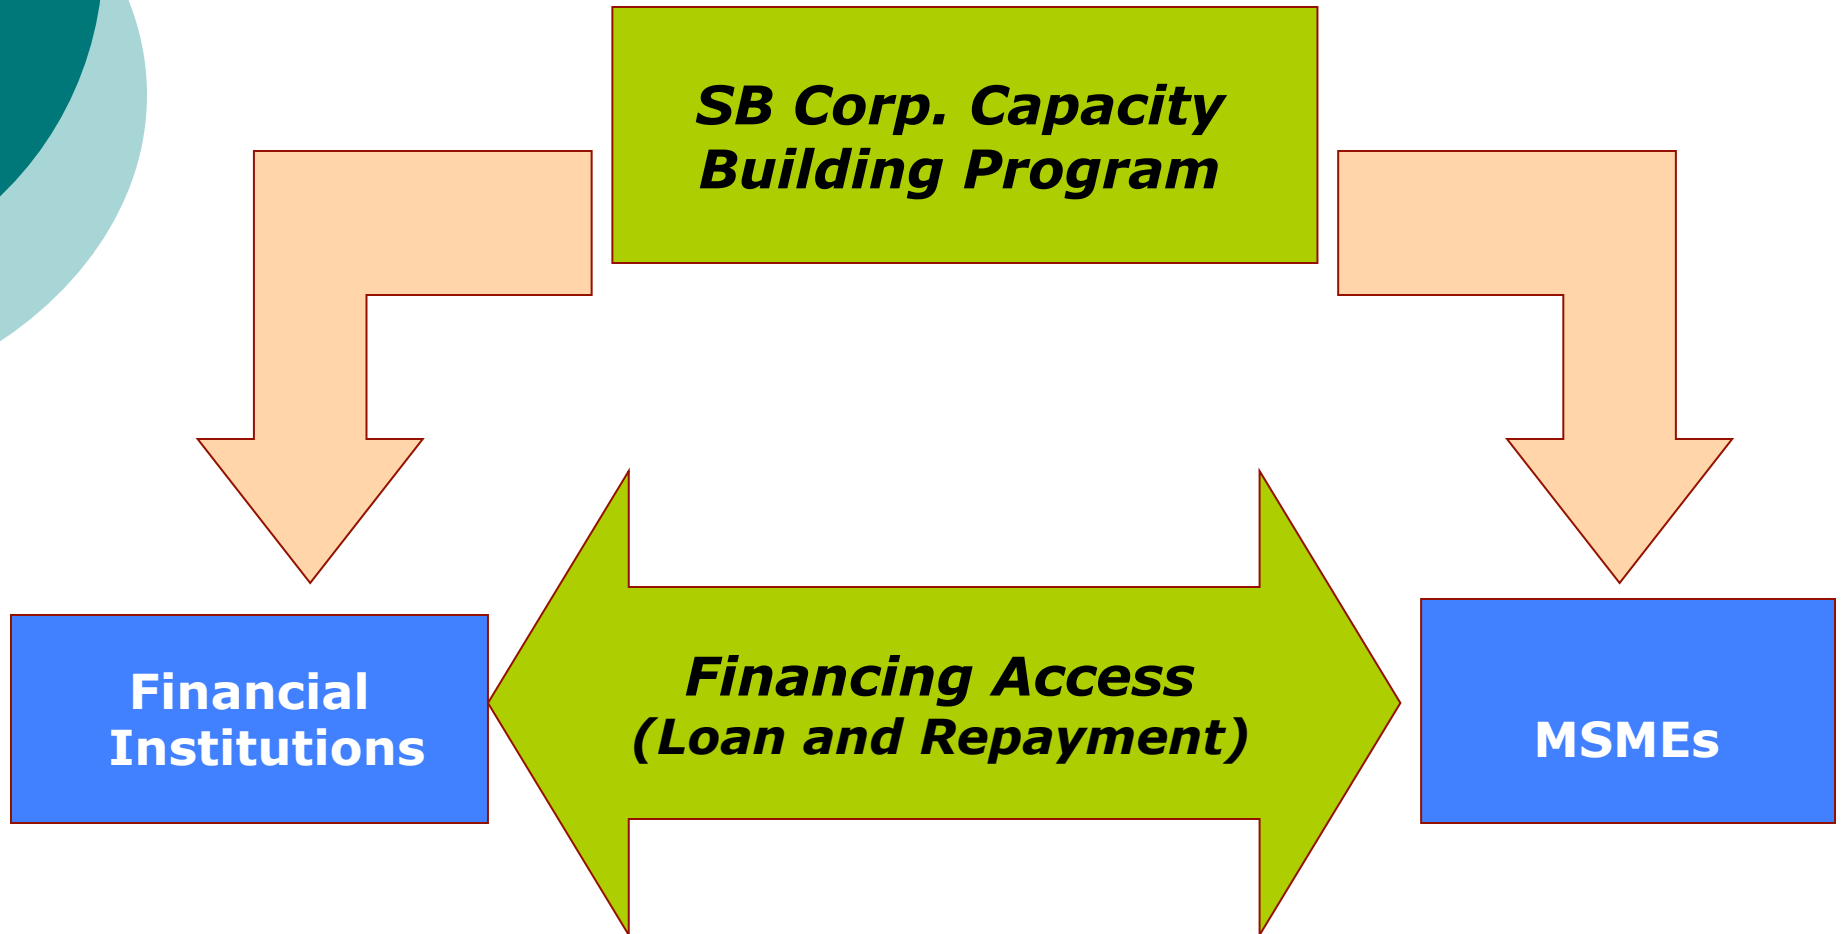 SB Corp. Capacity
Building Program
Financial
Institutions
Financing Access
(Loan and Repayment)
MSMEs